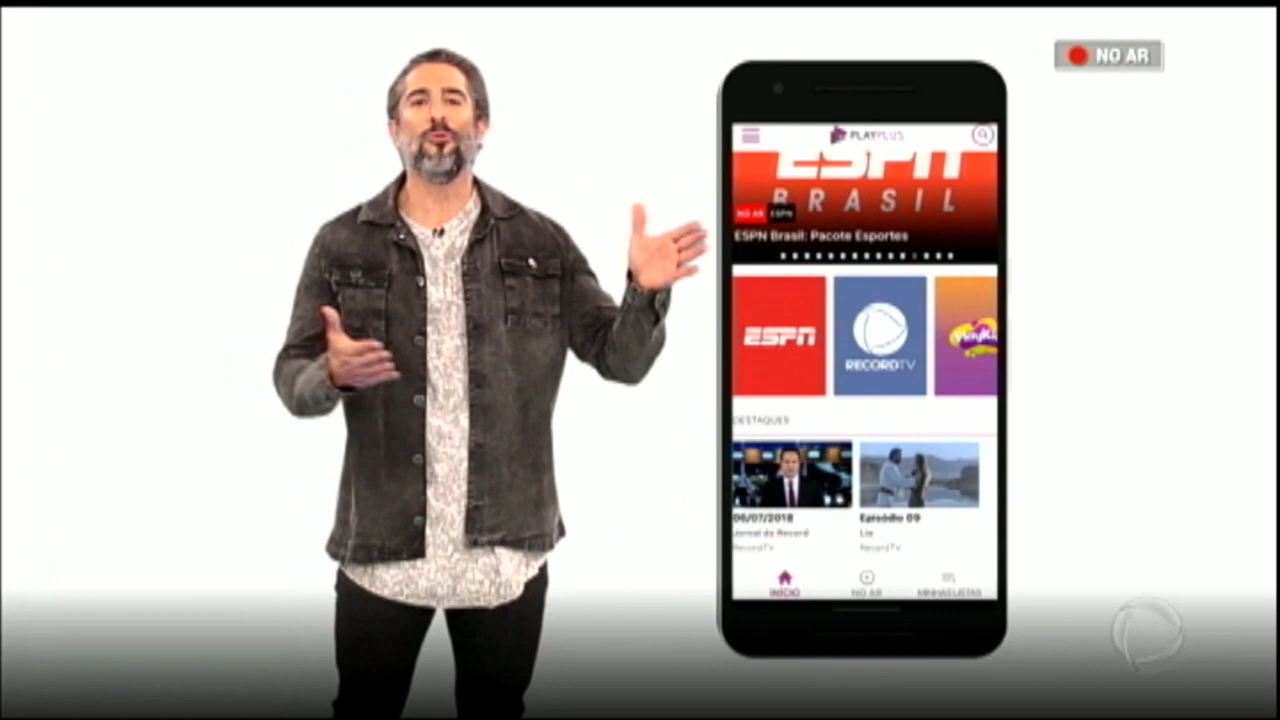 NO AR
PLAYPLUS
ESPN
BRASIL
NO AR ESPN
ESPN Brasil: Pacote Esportes
ESPN
RECORDTV
PlayKi
DESTAQUES
06/07/2018
Jornal da Record
RecordTV
Episódio 09
Lia
RecordTV
INÍCIO
NO AR
MINHAS LISTAS